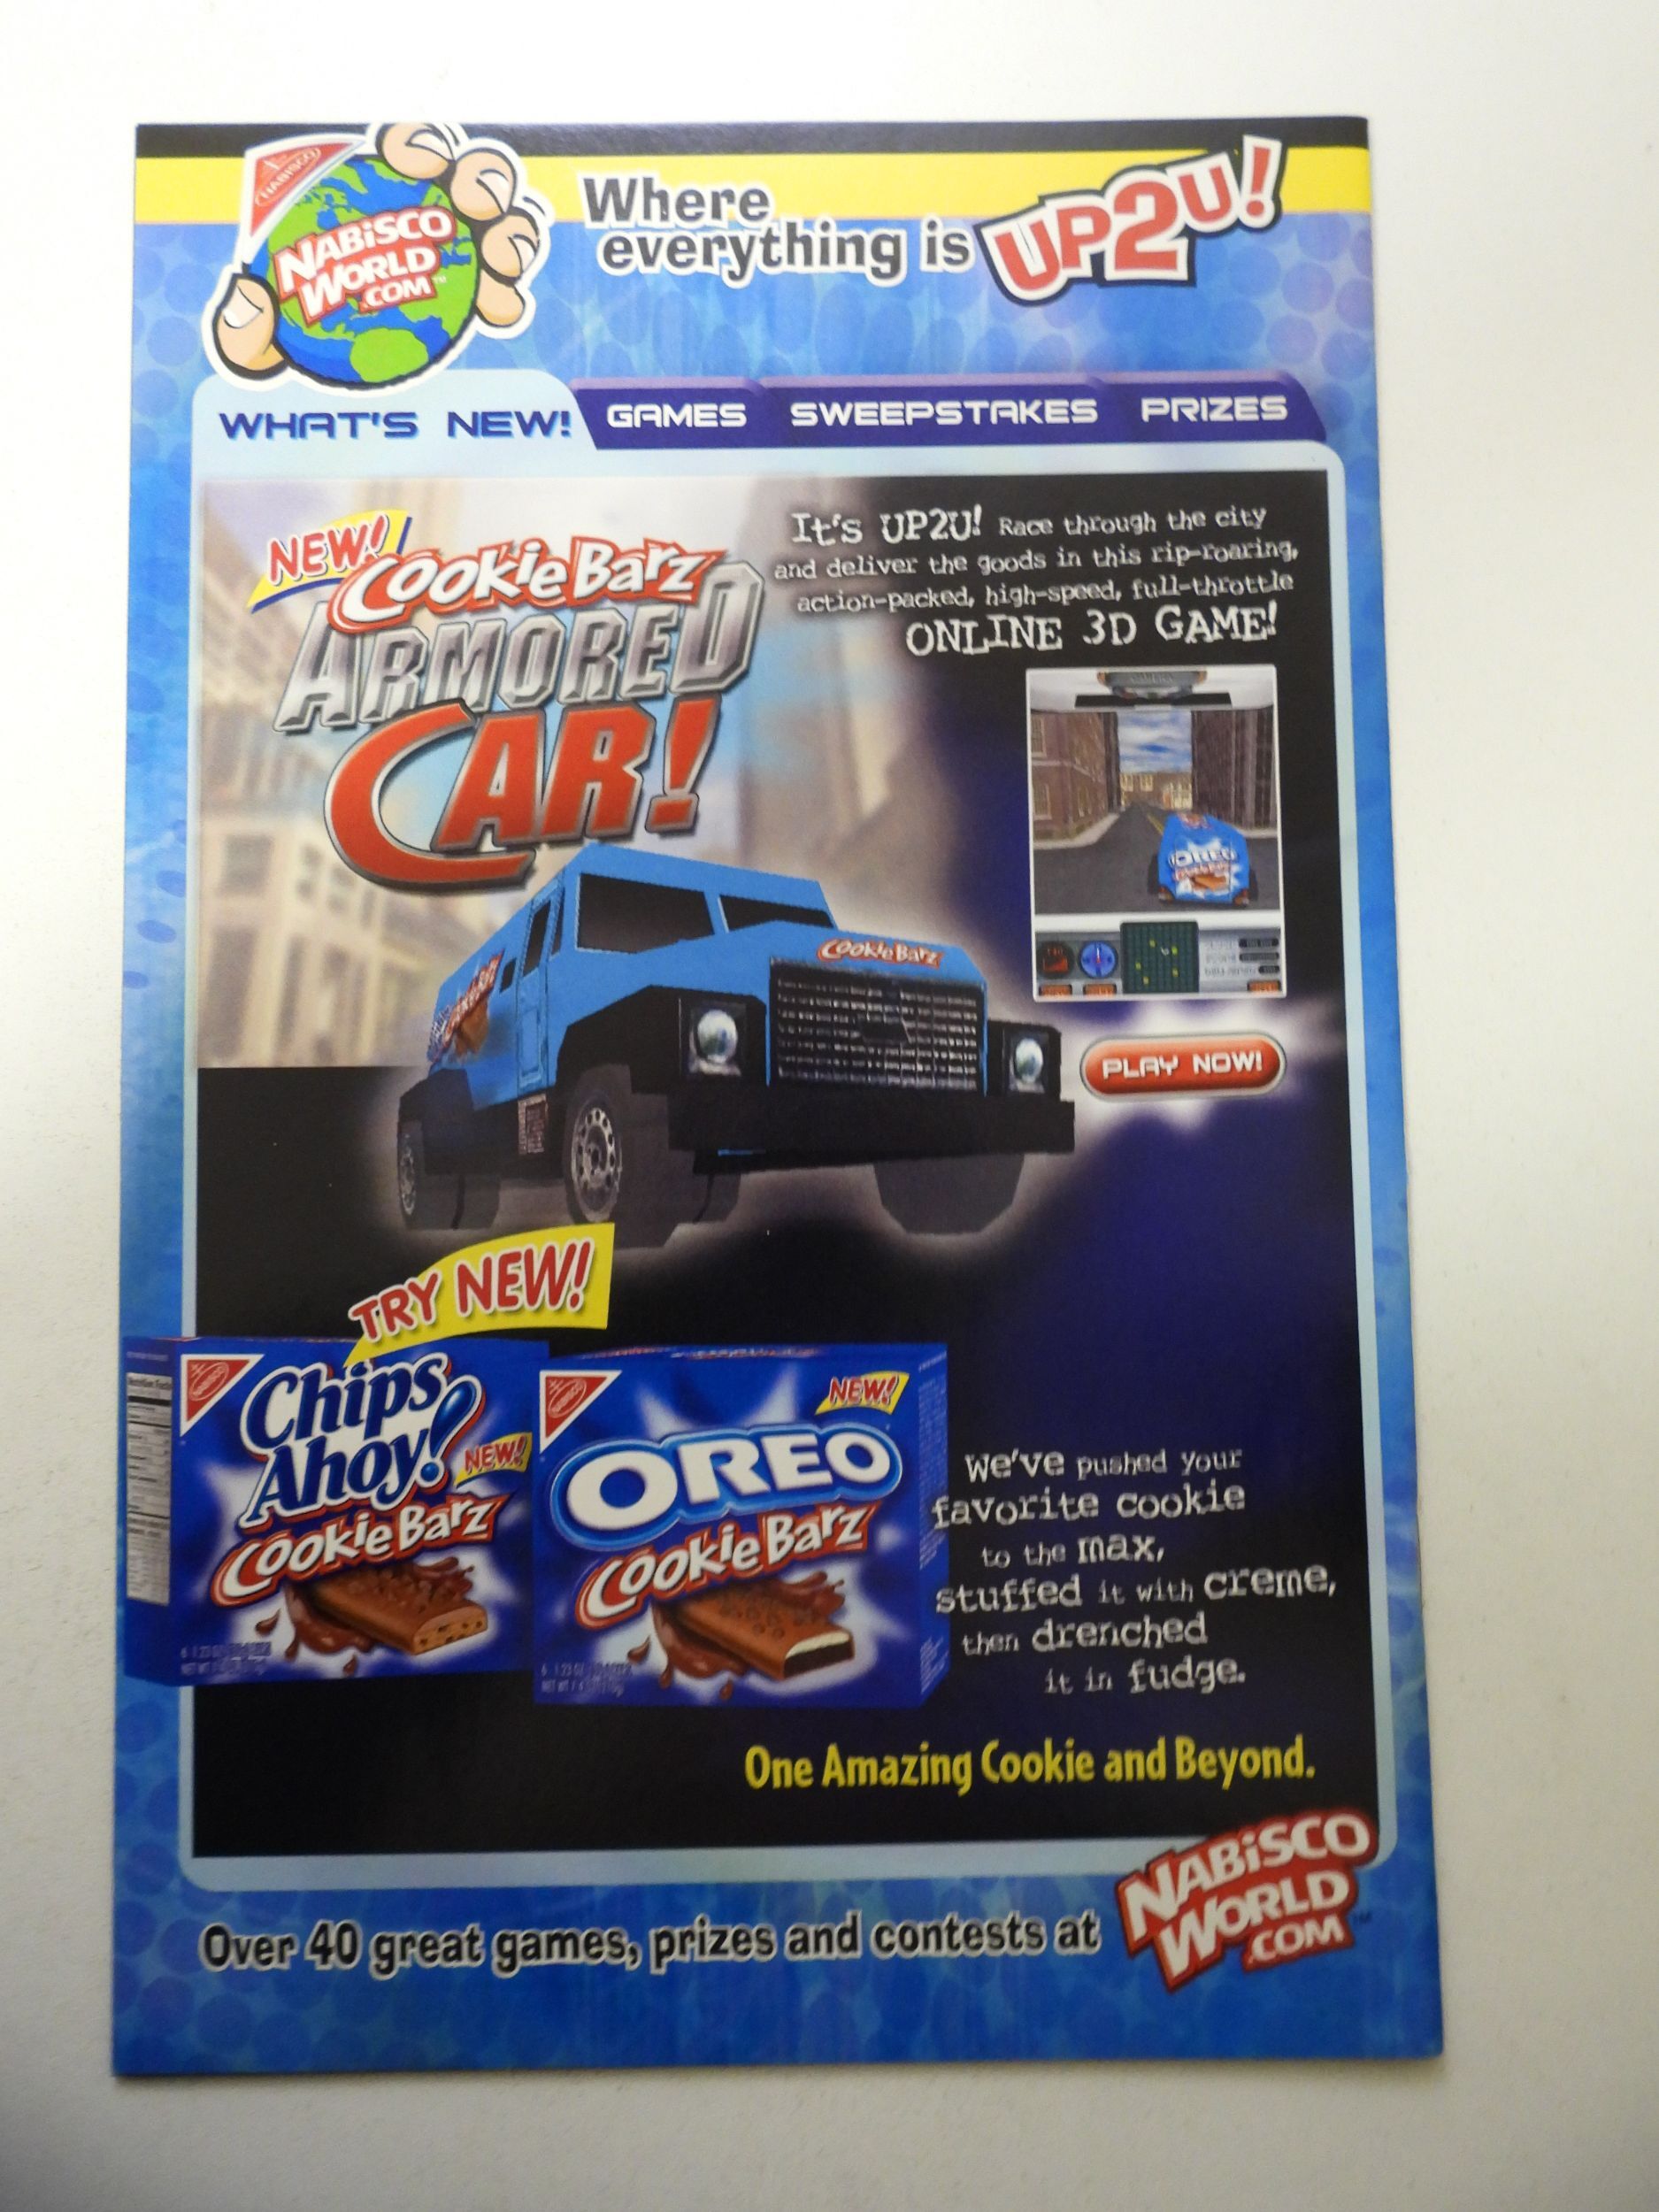 NABISCO
NABiSCO
WORLD
.COM™
Where
everything is UP2U!
WHAT'S NEW!
GAMES
SWEEPSTAKES
PRIZES
NEW!
CookieBarz
ARMORED
CAR!
It's UP2U! Race through the city
and deliver the goods in this rip-roaring,
action-packed, high-speed, full-throttle
ONLINE 3D GAME!
OREO
CookieBarz
PLAY NOW!
TRY NEW!
Chips
Ahoy!
NEW!
CookieBarz
NEW!
OREO
CookieBarz
We've pushed your
favorite cookie
to the max,
stuffed it with creme,
then drenched
it in fudge.
One Amazing Cookie and Beyond.
Over 40 great games, prizes and contests at
NABiSCO
WORLD
.COM™